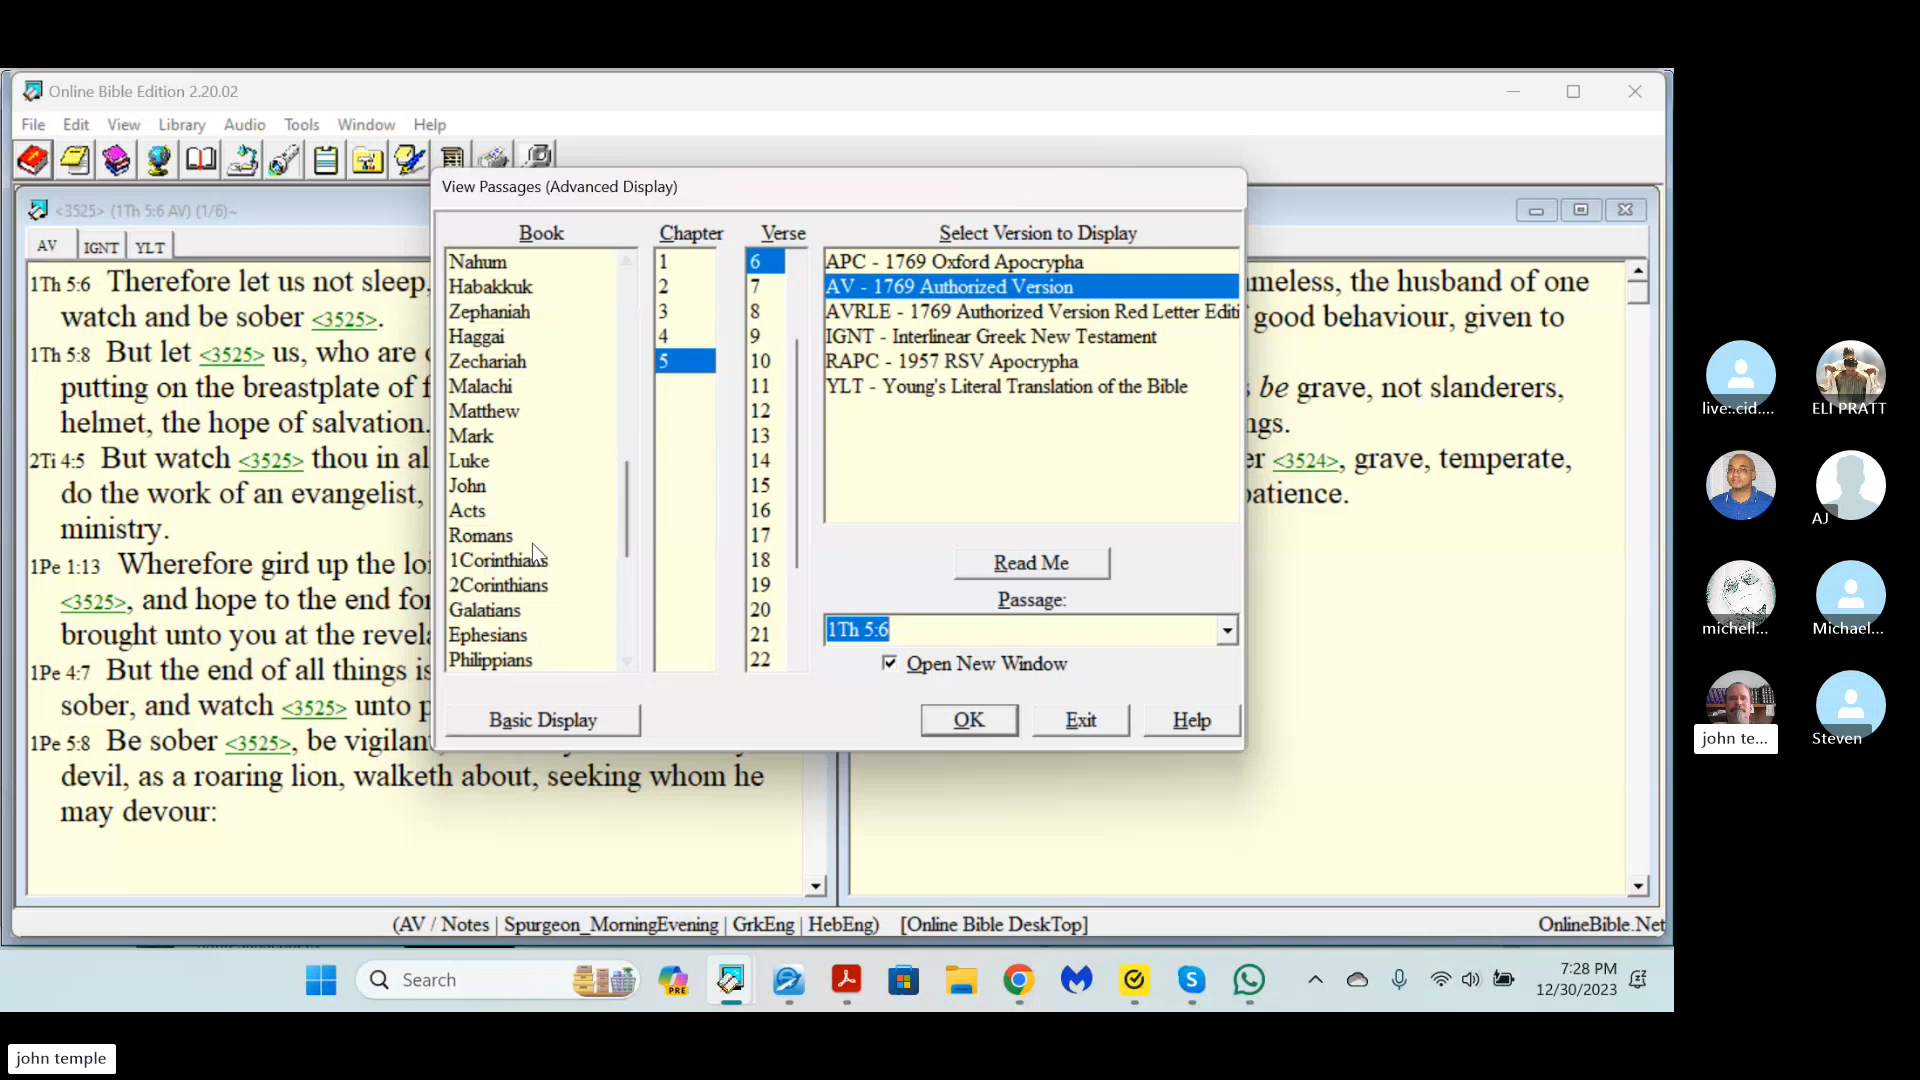 Online Bible Edition 2.20.02
File Edit View Library Audio Tools Window Help
<3525> (1Th 5:6 AV) (1/6)~
AV IGNT YLT
1Th 5:6 Therefore let us not sleep,
watch and be sober <3525>.
1Th 5:8 But let <3525> us, who are
putting on the breastplate of
helmet, the hope of salvation.
2Ti 4:5 But watch <3525> thou in al
do the work of an evangelist,
ministry.
1Pe 1:13 Wherefore gird up the loi
<3525>, and hope to the end for
brought unto you at the revela
1Pe 4:7 But the end of all things is
sober, and watch <3525> unto p
1Pe 5:8 Be sober <3525>, be vigilant,
devil, as a roaring lion, walketh about, seeking whom he
may devour:
View Passages (Advanced Display)
Book Chapter Verse Select Version to Display
Nahum
Habakkuk
Zephaniah
Haggai
Zechariah
Malachi
Matthew
Mark
Luke
John
Acts
Romans
1Corinthians
2Corinthians
Galatians
Ephesians
Philippians
1
2
3
4
5
6
7
8
9
10
11
12
13
14
15
16
17
18
19
20
21
22
APC - 1769 Oxford Apocrypha
AV - 1769 Authorized Version
AVRLE - 1769 Authorized Version Red Letter Editi
IGNT - Interlinear Greek New Testament
RAPC - 1957 RSV Apocrypha
YLT - Young's Literal Translation of the Bible
Read Me
Passage:
1Th 5:6
Open New Window
Basic Display OK Exit Help
meless, the husband of one
good behaviour, given to
be grave, not slanderers,
ngs.
er <3524>, grave, temperate,
patience.
(AV / Notes | Spurgeon_MorningEvening | GrkEng | HebEng) [Online Bible DeskTop] OnlineBible.Net
Search
PRE
7:28 PM
12/30/2023
live:.cid....
ELI PRATT
AJ
michell...
Michael...
john te...
Steven
john temple